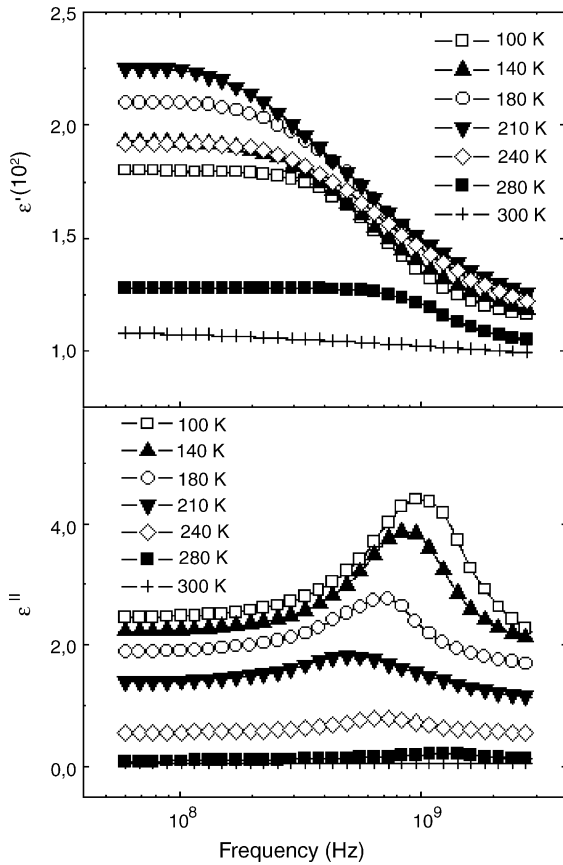 2,5
2.0
1.5
1.0
ε'(10²)
100 K
140 K
180 K
210 K
240 K
280 K
300 K
100 K
140 K
180 K
210 K
240 K
280 K
300 K
4,0
2.0
0,0
ε''
10⁸
10⁹
Frequency (Hz)